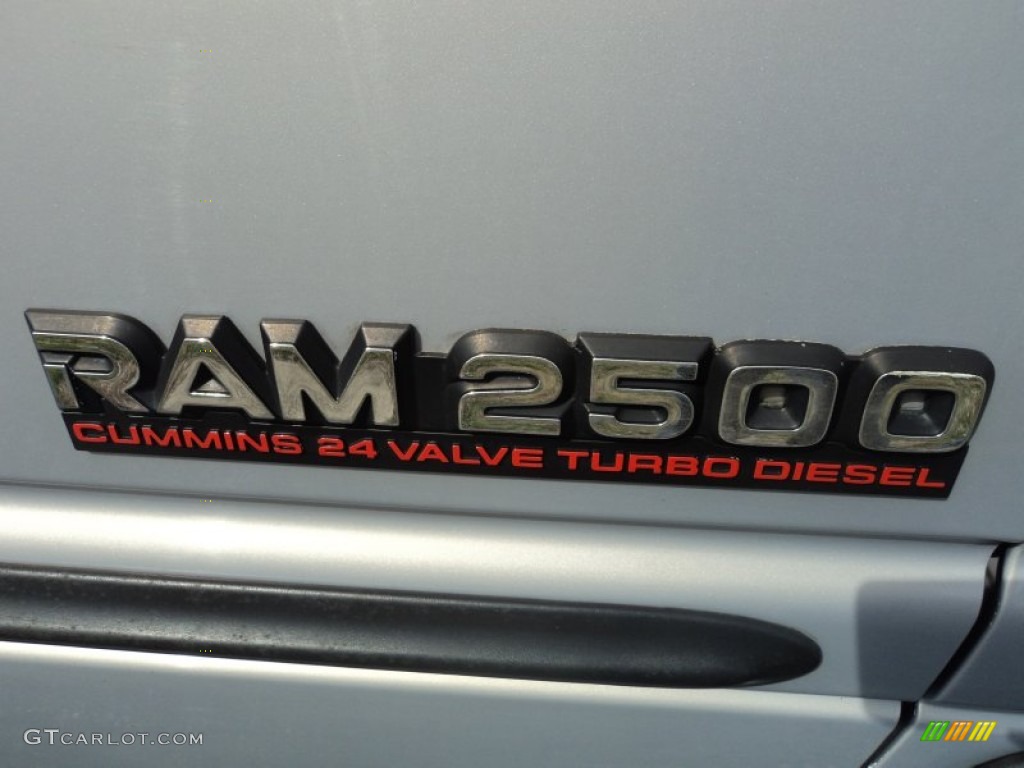 RAM 2500
CUMMINS 24 VALVE TURBO DIESEL
GTCARLOT.COM